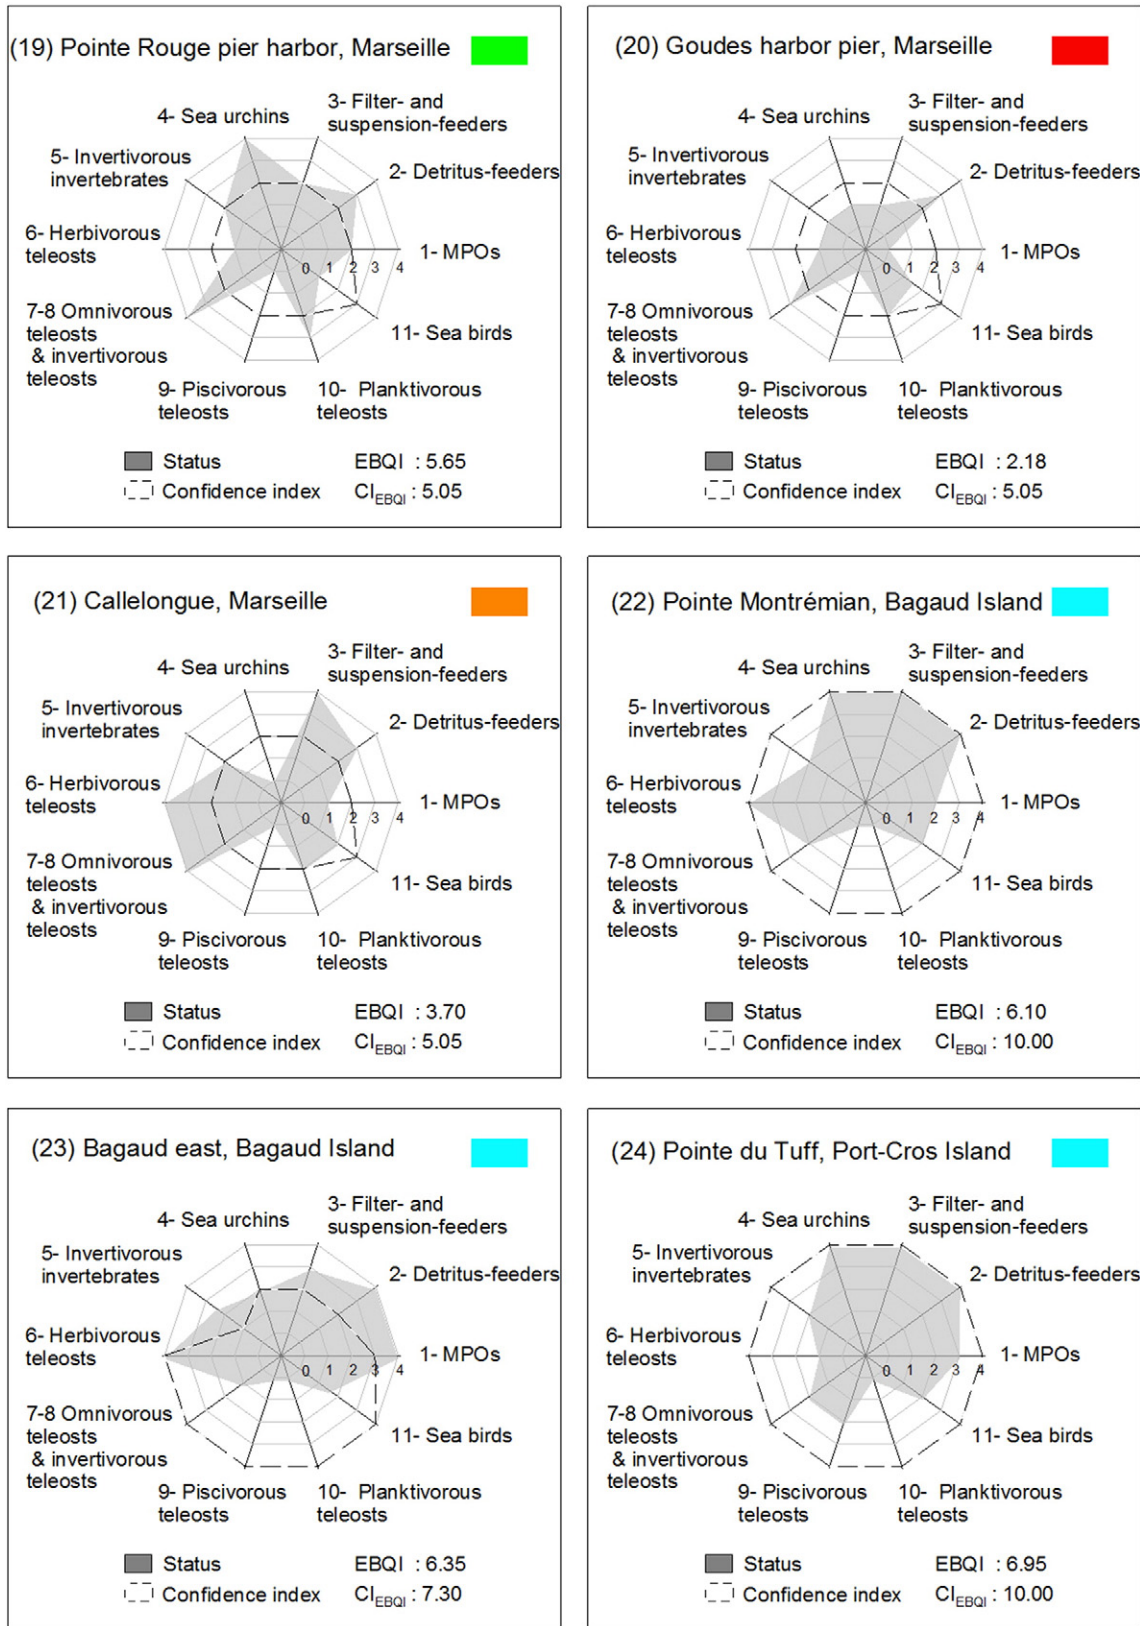 (19) Pointe Rouge pier harbor, Marseille
3- Filter- and
suspension-feeders
4- Sea urchins
5- Invertivorous
invertebrates
2- Detritus-feeders
6- Herbivorous
teleosts
1- MPOs
0 1 2 3 4
7-8 Omnivorous
teleosts
& invertivorous
teleosts
11- Sea birds
9- Piscivorous
teleosts
10- Planktivorous
teleosts
Status
EBQI : 5.65
Confidence index
CI EBQI : 5.05
(20) Goudes harbor pier, Marseille
3- Filter- and
suspension-feeders
4- Sea urchins
5- Invertivorous
invertebrates
2- Detritus-feeders
6- Herbivorous
teleosts
1- MPOs
0 1 2 3 4
7-8 Omnivorous
teleosts
& invertivorous
teleosts
11- Sea birds
9- Piscivorous
teleosts
10- Planktivorous
teleosts
Status
EBQI : 2.18
Confidence index
CI EBQI : 5.05
(21) Callelongue, Marseille
3- Filter- and
suspension-feeders
4- Sea urchins
5- Invertivorous
invertebrates
2- Detritus-feeders
6- Herbivorous
teleosts
1- MPOs
0 1 2 3 4
7-8 Omnivorous
teleosts
& invertivorous
teleosts
11- Sea birds
9- Piscivorous
teleosts
10- Planktivorous
teleosts
Status
EBQI : 3.70
Confidence index
CI EBQI : 5.05
(22) Pointe Montrémian, Bagaud Island
3- Filter- and
suspension-feeders
4- Sea urchins
5- Invertivorous
invertebrates
2- Detritus-feeders
6- Herbivorous
teleosts
1- MPOs
0 1 2 3 4
7-8 Omnivorous
teleosts
& invertivorous
teleosts
11- Sea birds
9- Piscivorous
teleosts
10- Planktivorous
teleosts
Status
EBQI : 6.10
Confidence index
CI EBQI : 10.00
(23) Bagaud east, Bagaud Island
3- Filter- and
suspension-feeders
4- Sea urchins
5- Invertivorous
invertebrates
2- Detritus-feeders
6- Herbivorous
teleosts
1- MPOs
0 1 2 3 4
7-8 Omnivorous
teleosts
& invertivorous
teleosts
11- Sea birds
9- Piscivorous
teleosts
10- Planktivorous
teleosts
Status
EBQI : 6.35
Confidence index
CI EBQI : 7.30
(24) Pointe du Tuff, Port-Cros Island
3- Filter- and
suspension-feeders
4- Sea urchins
5- Invertivorous
invertebrates
2- Detritus-feeders
6- Herbivorous
teleosts
1- MPOs
0 1 2 3 4
7-8 Omnivorous
teleosts
& invertivorous
teleosts
11- Sea birds
9- Piscivorous
teleosts
10- Planktivorous
teleosts
Status
EBQI : 6.95
Confidence index
CI EBQI : 10.00